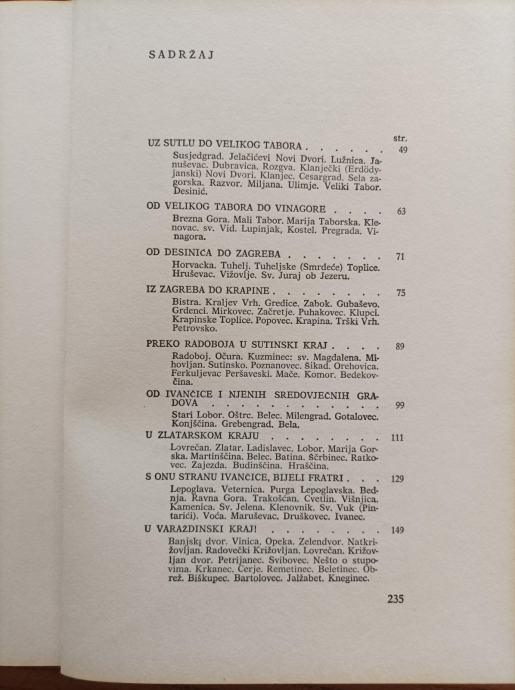 SADRŽAJ
str.
UZ SUTLU DO VELIKOG TABORA . . . . . . 49
Susjedgrad. Jelačićevi Novi Dvori. Lužnica. Ja-
nuševac. Dubravica. Rozga. Klanječki (Erdödy-
janski) Novi Dvori. Klanjec. Cesargrad. Sela za-
gorska. Razvor. Miljana. Ulimje. Veliki Tabor.
Desinić.
OD VELIKOG TABORA DO VINAGORE . . . . 63
Brezna Gora. Mali Tabor. Marija Taborska. Kle-
novac. sv. Vid. Lupinjak, Kostel. Pregrada. Vi-
nagora.
OD DESINICA DO ZAGREBA . . . . . . . 71
Horvacka. Tuhelj. Tuheljske (Smrdeće) Toplice.
Hruševac. Vižovlje. Sv. Juraj ob Jezeru.
IZ ZAGREBA DO KRAPINE . . . . . . . . 75
Bistra. Kraljev Vrh. Gredice. Zabok. Gubaševo.
Grdenci. Mirkovec. Začretje. Puhakovec. Klupci.
Krapinske Toplice. Popovec. Krapina. Trški Vrh.
Petrovsko.
PREKO RADOBOJA U SUTINSKI KRAJ . . . . 89
Radoboj. Očura. Kuzminec: sv. Magdalena. Mi-
hovljan. Sutinsko. Poznanovec. Šikad. Orehovica.
Ferkuljevac Peršaveski. Mače. Komor. Bedekov-
čina.
OD IVANČICE I NJENIH SREDOVJEČNIH GRA-
DOVA . . . . . . . . . . . . 99
Stari Lobor. Oštrc. Belec. Milengrad. Gotalovec.
Konjščina. Grebengrad. Bela.
U ZLATARSKOM KRAJU . . . . . . . . 111
Lovrečan. Zlatar. Ladislavec. Lobor. Marija Gor-
ska. Martinščina. Belec. Batina. Ščrbinec. Ratko-
vec. Zajezda. Budinščina. Hraščina.
S ONU STRANU IVANČICE, BIJELI FRATRI . . . 129
Lepoglava. Veternica. Purga Lepoglavska. Bed-
nja. Ravna Gora. Trakošćan. Cvetlin. Višnjica.
Kamenica. Sv. Jelena. Klenovnik. Sv. Vuk (Pin-
tarići). Voća. Maruševac. Druškovec. Ivanec.
U VARAŽDINSKI KRAJ! . . . . . . . . 149
Banjski dvor. Vinica, Opeka. Zelendvor. Natkri-
žovljan. Radovečki Križovljan. Lovrečan. Križov-
ljan dvor. Petrijanec. Svibovec. Nešto o stupo-
vima. Krkanec. Čerje. Remetinec. Beletinec. Ob-
rež. Biškupec. Bartolovec. Jalžabet. Kneginec.
235